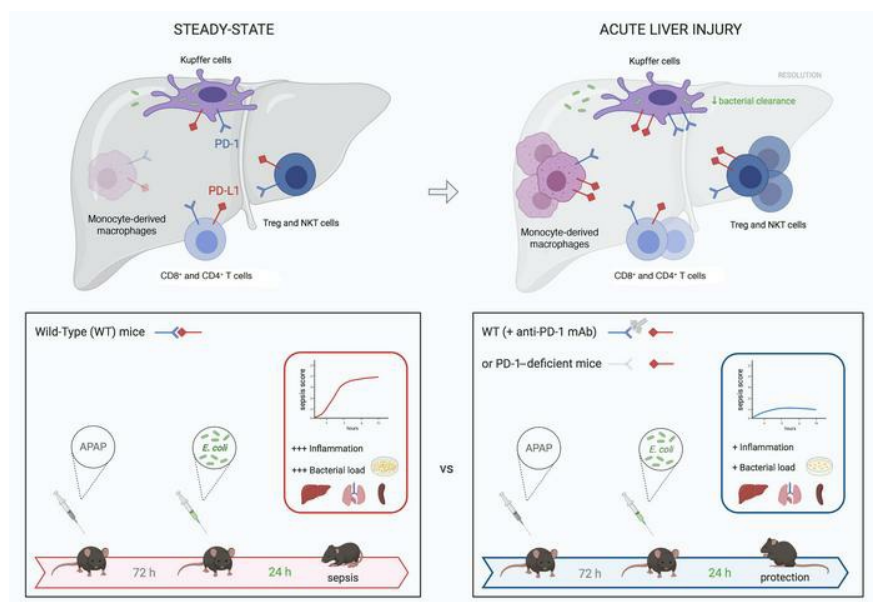 STEADY-STATE
Kupffer cells
PD-1
PD-L1
Monocyte-derived
macrophages
Treg and NKT cells
CD8⁺ and CD4⁺ T cells
ACUTE LIVER INJURY
Kupffer cells
RESOLUTION
↓ bacterial clearance
Monocyte-derived
macrophages
Treg and NKT cells
CD8⁺ and CD4⁺ T cells
Wild-Type (WT) mice
sepsis score
hours
+++ Inflammation
+++ Bacterial load
APAP
E. coli
72 h
24 h
sepsis
vs
WT (+ anti-PD-1 mAb)
or PD-1–deficient mice
sepsis score
hours
+ Inflammation
+ Bacterial load
APAP
E. coli
72 h
24 h
protection